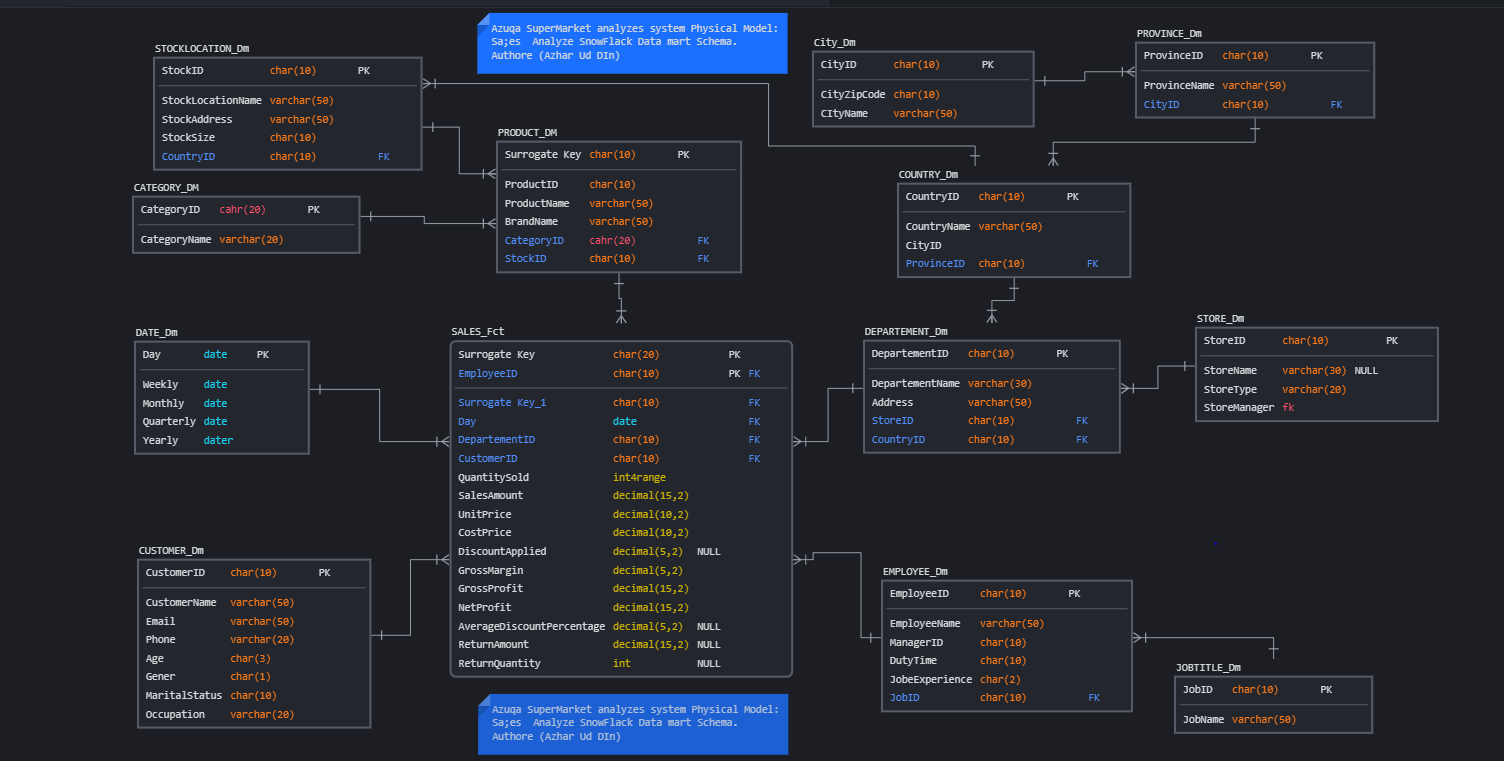 Azuqa SuperMarket analyzes system Physical Model:
Sa;es  Analyze SnowFlack Data mart Schema.
Authore (Azhar Ud DIn)
STOCKLOCATION_Dm
StockID char(10) PK
StockLocationName varchar(50)
StockAddress varchar(50)
StockSize char(10)
CountryID char(10) FK
City_Dm
CityID char(10) PK
CityZipCode char(10)
CItyName varchar(50)
PROVINCE_Dm
ProvinceID char(10) PK
ProvinceName varchar(50)
CityID char(10) FK
PRODUCT_DM
Surrogate Key char(10) PK
ProductID char(10)
ProductName varchar(50)
BrandName varchar(50)
CategoryID cahr(20) FK
StockID char(10) FK
CATEGORY_DM
CategoryID cahr(20) PK
CategoryName varchar(20)
COUNTRY_Dm
CountryID char(10) PK
CountryName varchar(50)
CityID
ProvinceID char(10) FK
DATE_Dm
Day date PK
Weekly date
Monthly date
Quarterly date
Yearly dater
SALES_Fct
Surrogate Key char(20) PK
EmployeeID char(10) PK FK
Surrogate Key_1 char(10) FK
Day date FK
DepartementID char(10) FK
CustomerID char(10) FK
QuantitySold int4range
SalesAmount decimal(15,2)
UnitPrice decimal(10,2)
CostPrice decimal(10,2)
DiscountApplied decimal(5,2) NULL
GrossMargin decimal(5,2)
GrossProfit decimal(15,2)
NetProfit decimal(15,2)
AverageDiscountPercentage decimal(5,2) NULL
ReturnAmount decimal(15,2) NULL
ReturnQuantity int NULL
DEPARTEMENT_Dm
DepartementID char(10) PK
DepartementName varchar(30)
Address varchar(50)
StoreID char(10) FK
CountryID char(10) FK
STORE_Dm
StoreID char(10) PK
StoreName varchar(30) NULL
StoreType varchar(20)
StoreManager fk
CUSTOMER_Dm
CustomerID char(10) PK
CustomerName varchar(50)
Email varchar(50)
Phone varchar(20)
Age char(3)
Gener char(1)
MaritalStatus char(10)
Occupation varchar(20)
EMPLOYEE_Dm
EmployeeID char(10) PK
EmployeeName varchar(50)
ManagerID char(10)
DutyTime char(10)
JobeExperience char(2)
JobID char(10) FK
JOBTITLE_Dm
JobID char(10) PK
JobName varchar(50)
Azuqa SuperMarket analyzes system Physical Model:
Sa;es  Analyze SnowFlack Data mart Schema.
Authore (Azhar Ud DIn)